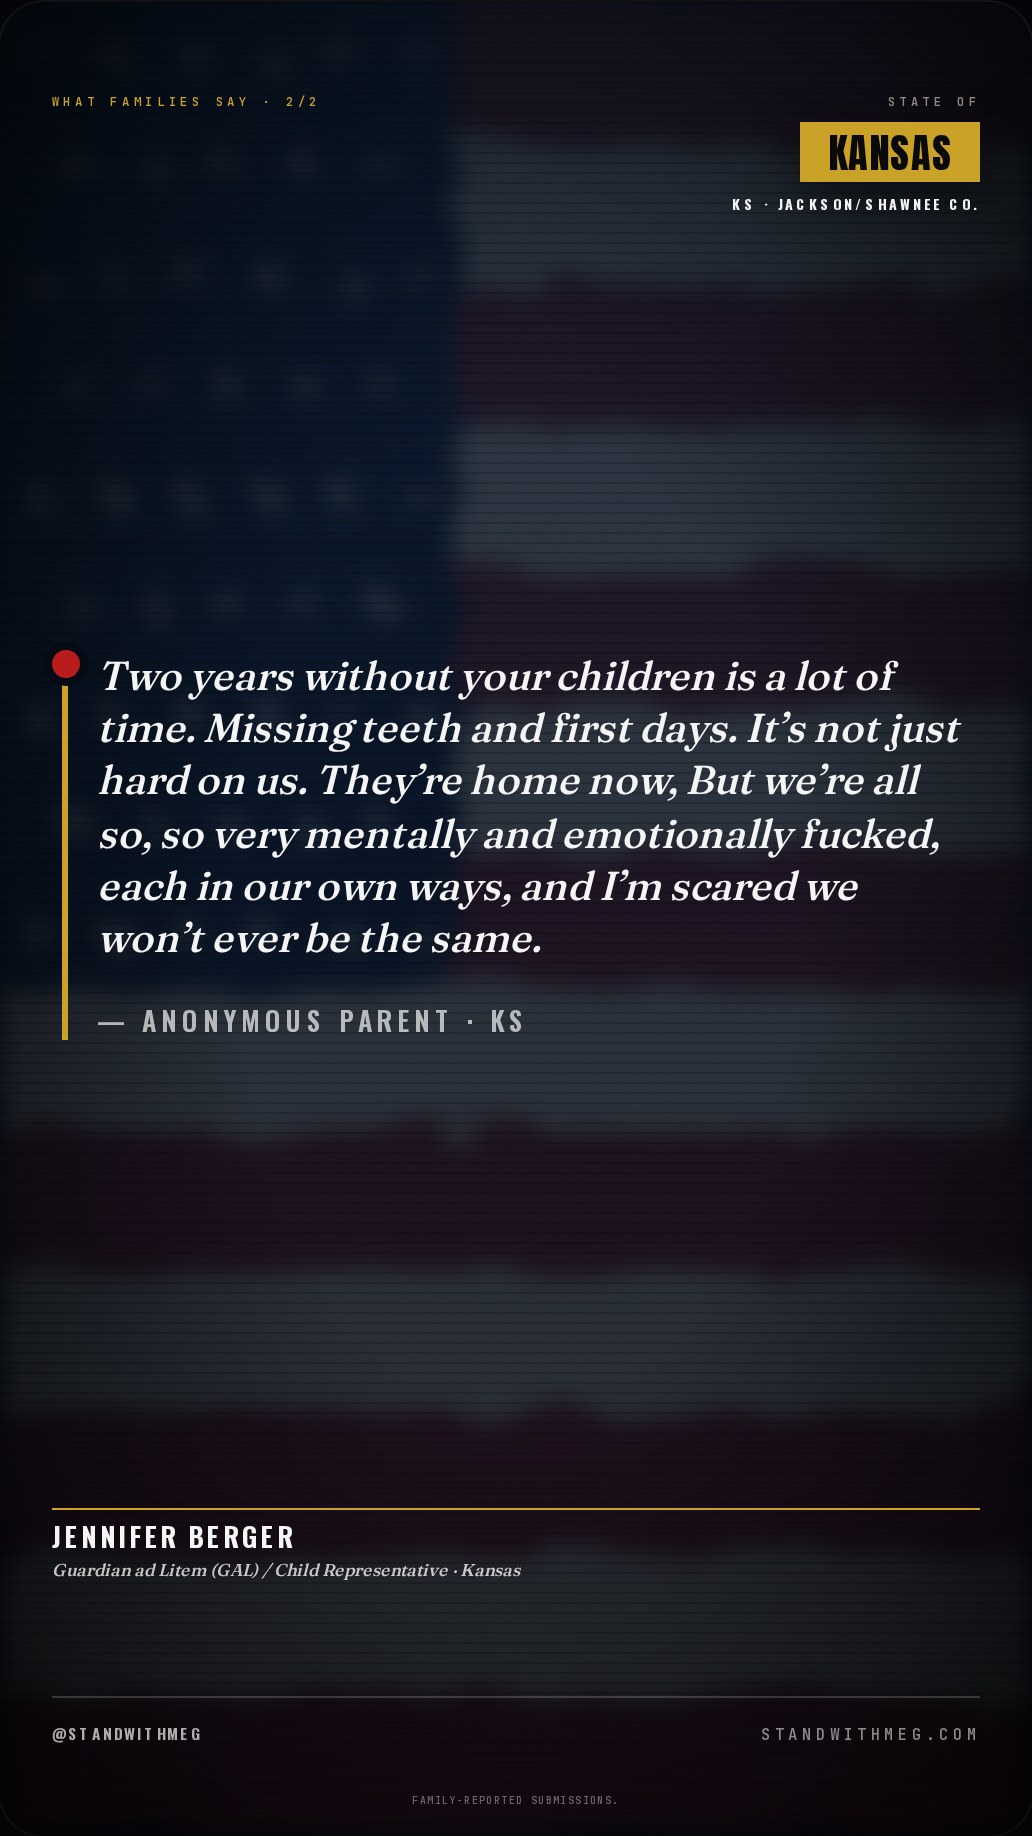 WHAT FAMILIES SAY · 2/2
STATE OF
KANSAS
KS · JACKSON/SHAWNEE CO.
Two years without your children is a lot of
time. Missing teeth and first days. It’s not just
hard on us. They’re home now, But we’re all
so, so very mentally and emotionally fucked,
each in our own ways, and I’m scared we
won’t ever be the same.
— ANONYMOUS PARENT · KS
JENNIFER BERGER
Guardian ad Litem (GAL) / Child Representative · Kansas
@STANDWITHMEG
STANDWITHMEG.COM
FAMILY-REPORTED SUBMISSIONS.